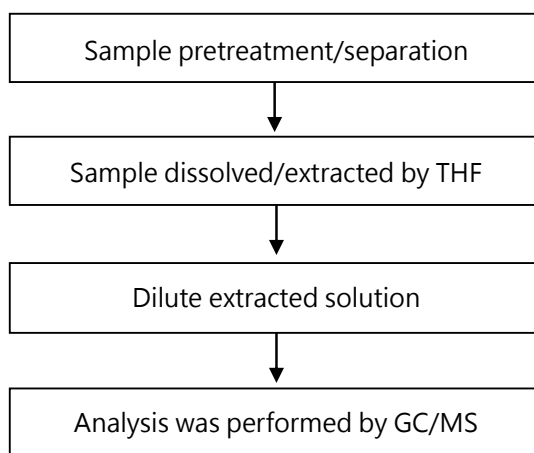 Sample pretreatment/separation
Sample dissolved/extracted by THF
Dilute extracted solution
Analysis was performed by GC/MS